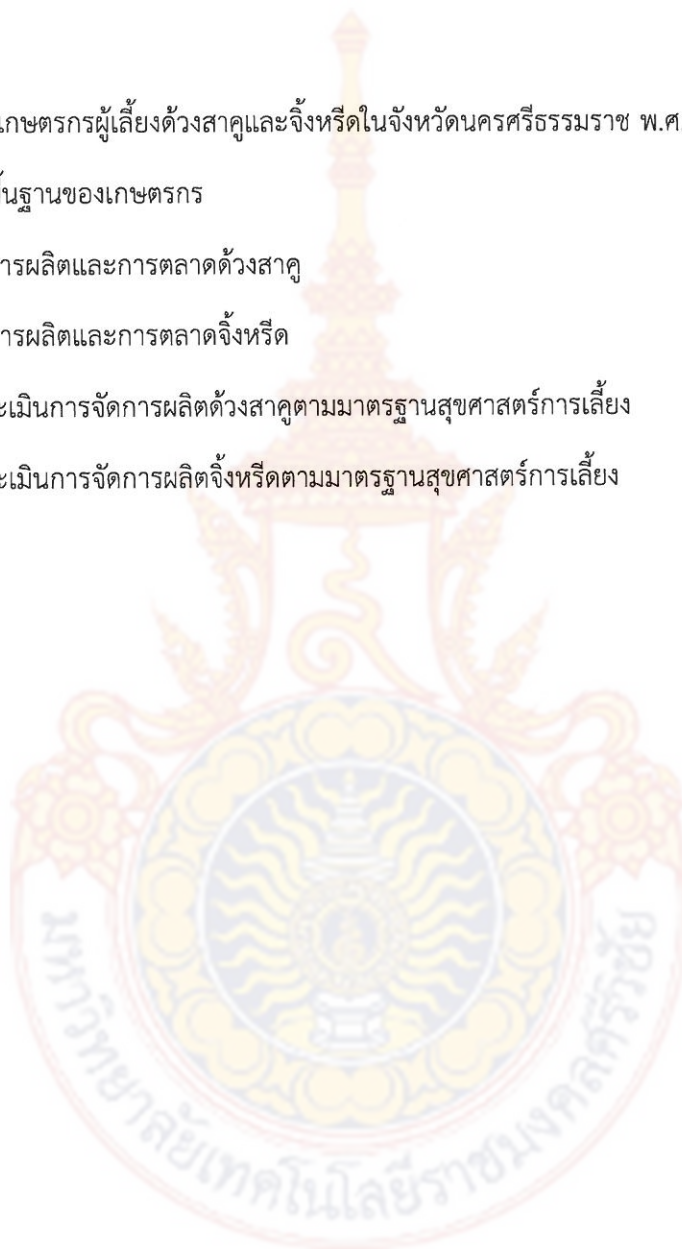 เกษตรกรผู้เลี้ยงด้วงสาคูและจิ้งหรีดในจังหวัดนครศรีธรรมราช พ.ศ.
นฐานของเกษตรกร
ารผลิตและการตลาดด้วงสาคู
ารผลิตและการตลาดจิ้งหรีด
ะเมินการจัดการผลิตด้วงสาคูตามมาตรฐานสุขศาสตร์การเลี้ยง
ะเมินการจัดการผลิตจิ้งหรีดตามมาตรฐานสุขศาสตร์การเลี้ยง
มหาวิทยาลัยเทคโนโลยีราชมงคลศรีวิชัย